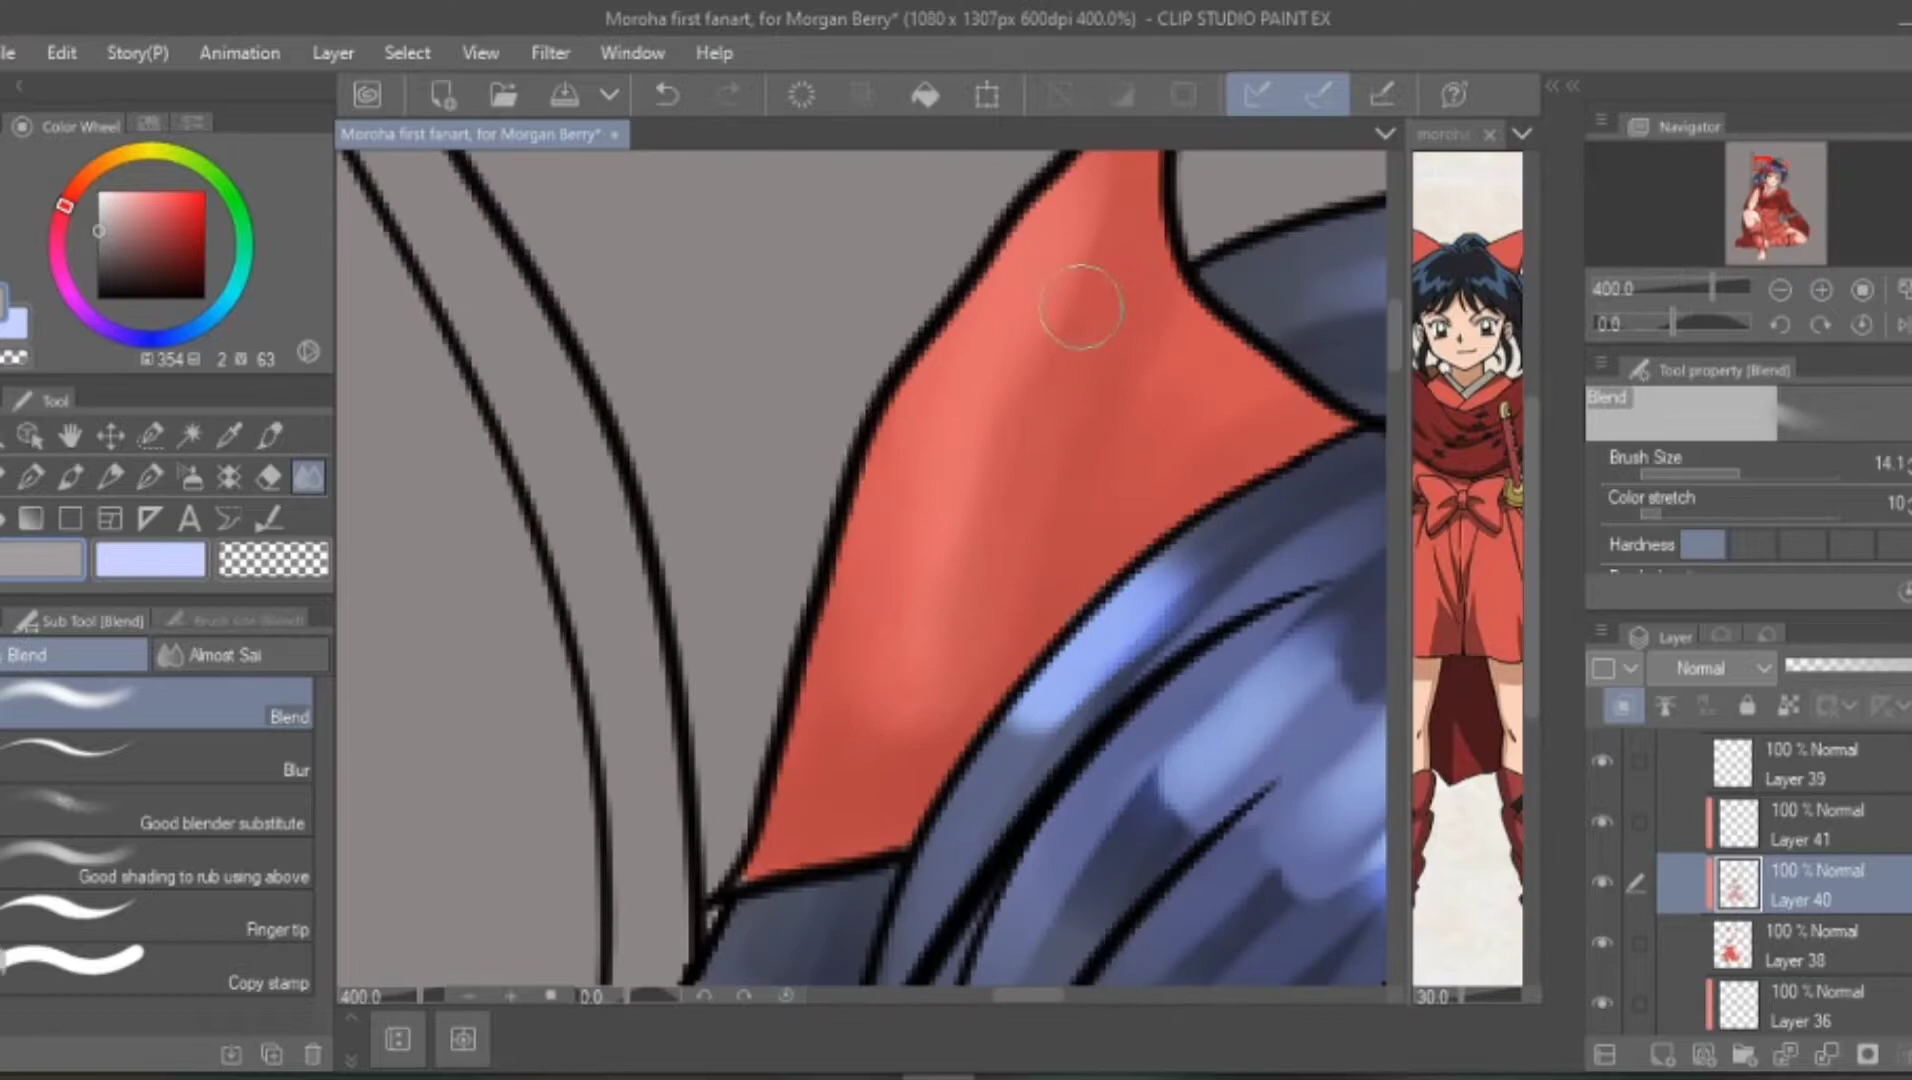 Moroha first fanart, for Morgan Berry* (1080 x 1307px 600dpi 400.0%) - CLIP STUDIO PAINT EX
le Edit Story(P) Animation Layer Select View Filter Window Help
Moroha first fanart, for Morgan Berry*
moroha
Color Wheel
354 2 63
Tool
Sub Tool [Blend]
Blend
Almost Sai
Blend
Blur
Good blender substitute
Good shading to rub using above
Finger tip
Copy stamp
400.0
0.0
30.0
Navigator
400.0
0.0
Tool property [Blend]
Blend
Brush Size 14.1
Color stretch 10
Hardness
Layer
Normal
100 % Normal
Layer 39
100 % Normal
Layer 41
100 % Normal
Layer 40
100 % Normal
Layer 38
100 % Normal
Layer 36